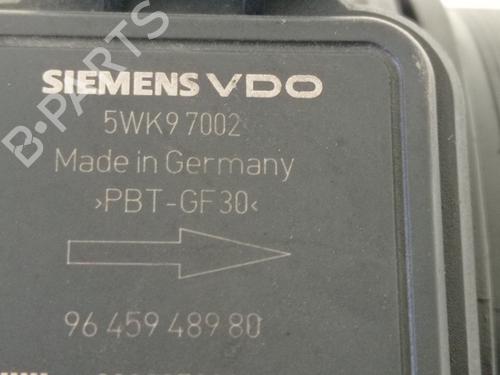 B-PARTS
SIEMENS VDO
5WK9 7002
Made in Germany
>PBT-GF30<
96 459 489 80